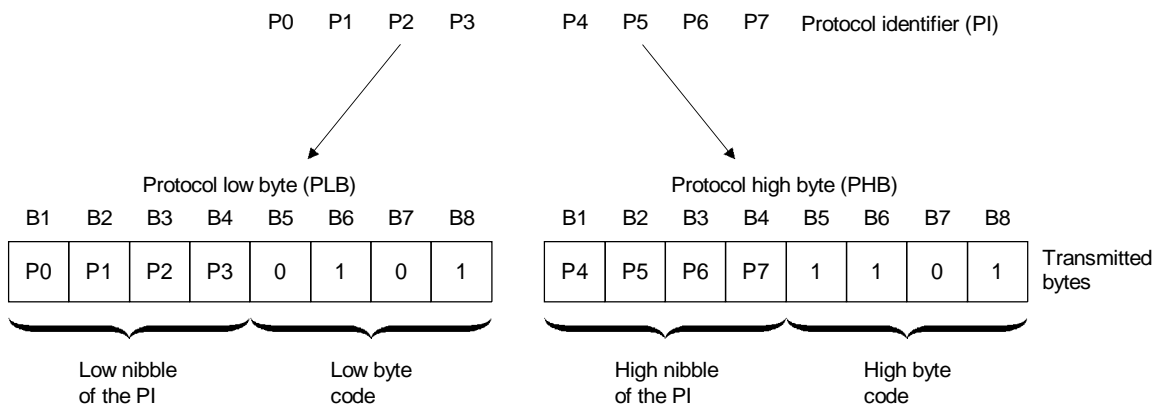 P0 P1 P2 P3 P4 P5 P6 P7 Protocol identifier (PI)
Protocol low byte (PLB) Protocol high byte (PHB)
B1 B2 B3 B4 B5 B6 B7 B8 B1 B2 B3 B4 B5 B6 B7 B8
P0 P1 P2 P3 0 1 0 1 P4 P5 P6 P7 1 1 0 1 Transmitted
bytes
Low nibble
of the PI
Low byte
code
High nibble
of the PI
High byte
code